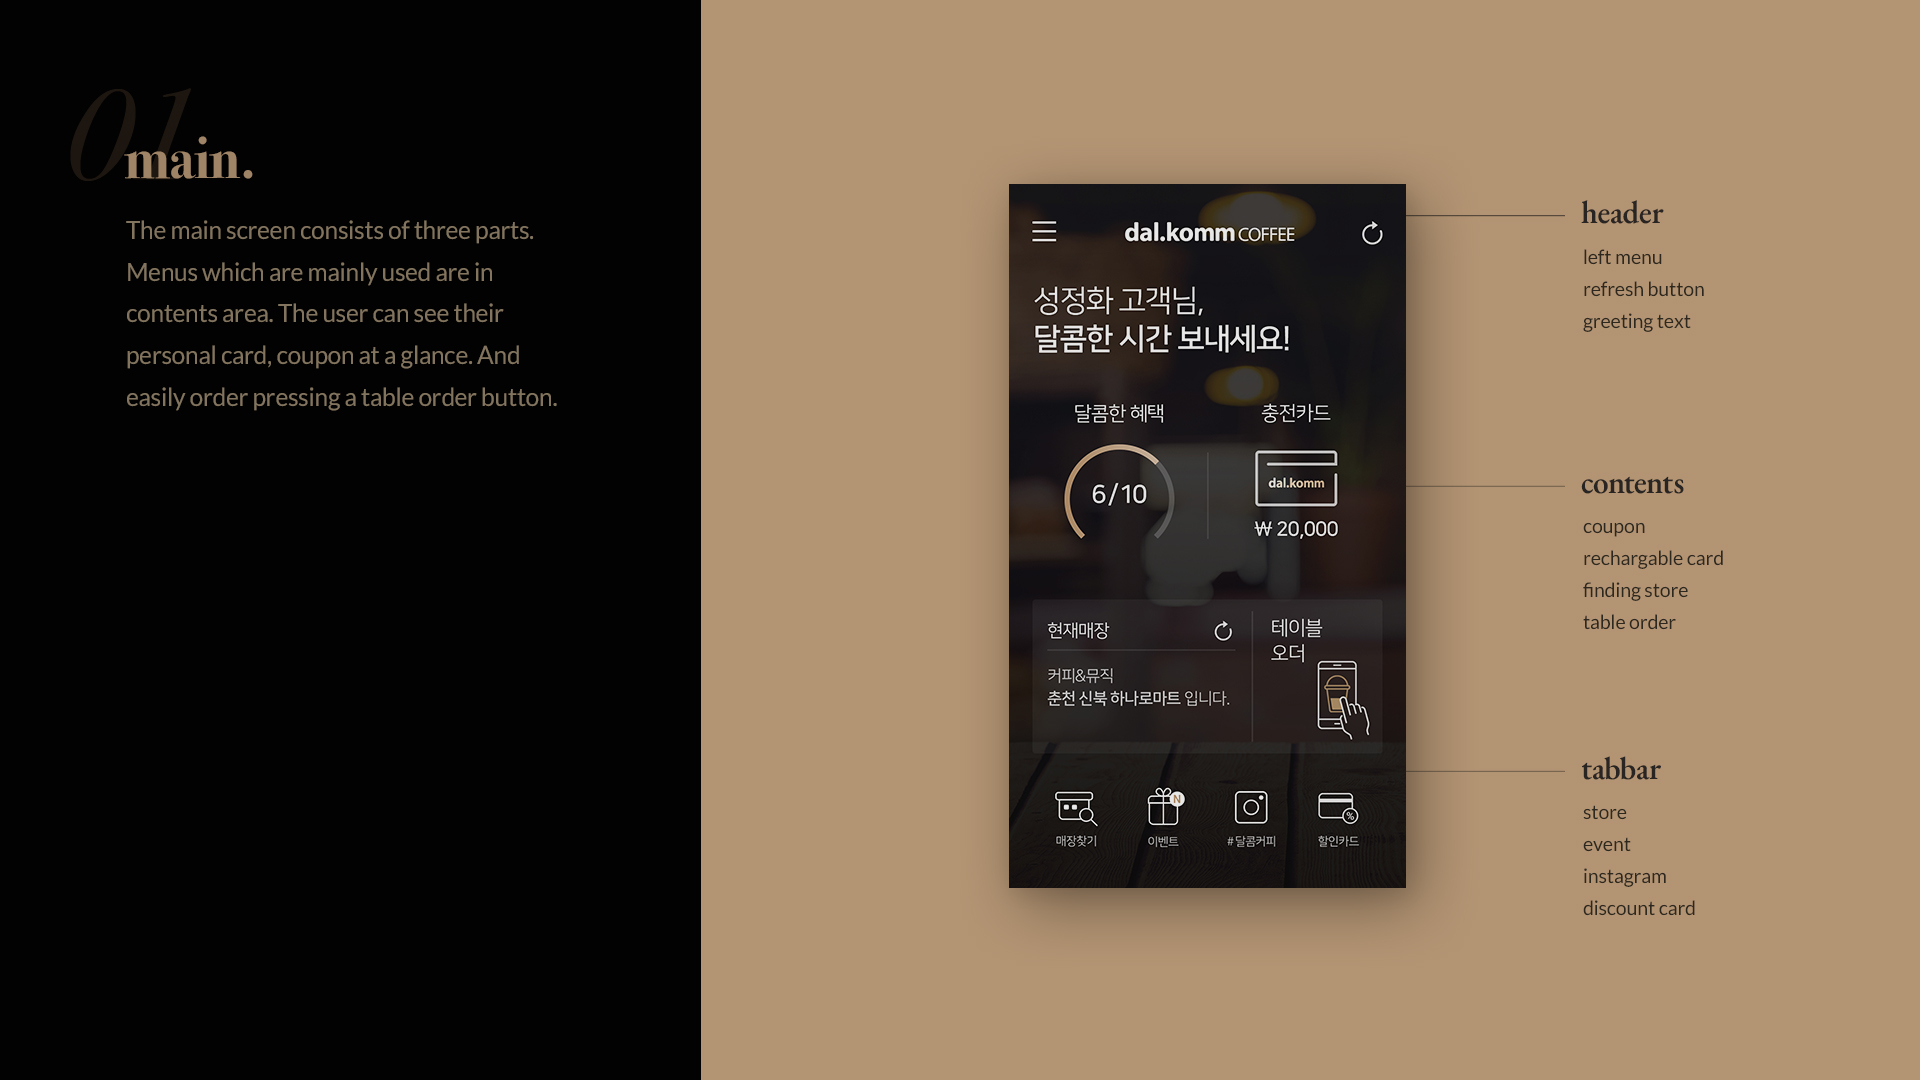 01
main.
The main screen consists of three parts.
Menus which are mainly used are in
contents area. The user can see their
personal card, coupon at a glance. And
easily order pressing a table order button.
dal.komm COFFEE
성정화 고객님,
달콤한 시간 보내세요!
달콤한 혜택
6/10
충전카드
dal.komm
₩ 20,000
현재매장
커피&뮤직
춘천 신북 하나로마트 입니다.
테이블
오더
매장찾기
N
이벤트
#달콤커피
%
할인카드
header
left menu
refresh button
greeting text
contents
coupon
rechargable card
finding store
table order
tabbar
store
event
instagram
discount card